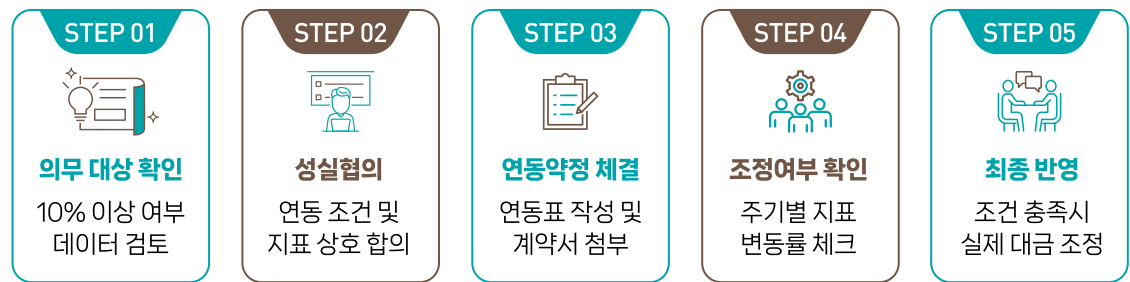 STEP 01
의무 대상 확인
10% 이상 여부
데이터 검토
STEP 02
성실협의
연동 조건 및
지표 상호 합의
STEP 03
연동약정 체결
연동표 작성 및
계약서 첨부
STEP 04
조정여부 확인
주기별 지표
변동률 체크
STEP 05
최종 반영
조건 충족시
실제 대금 조정